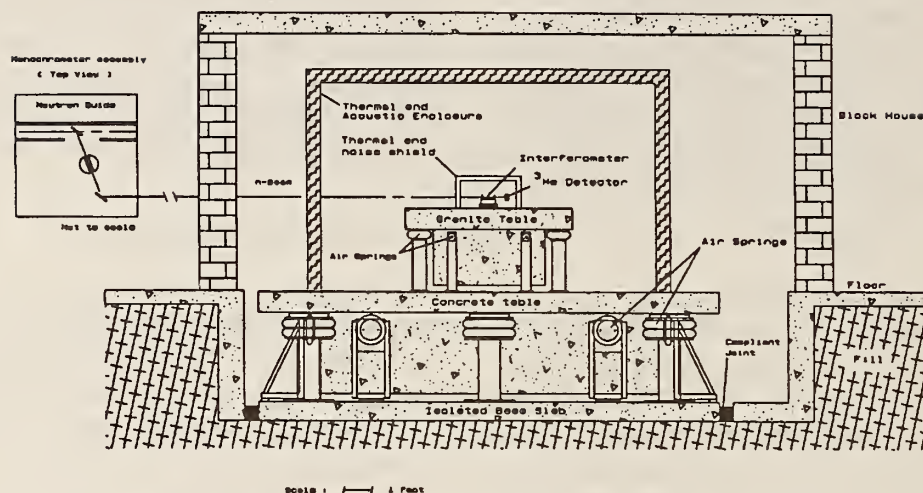 Monochrometer assembly
( Top View )
Neutron Guide
Not to scale
n-Beam
Thermal and
Acoustic Enclosure
Thermal and
noise shield
Interferometer
3He Detector
Block House
Granite Table
Air Springs
Air Springs
Concrete table
Floor
Compliant
Joint
Fill
Isolated Base Slab
Scale : 1 Foot